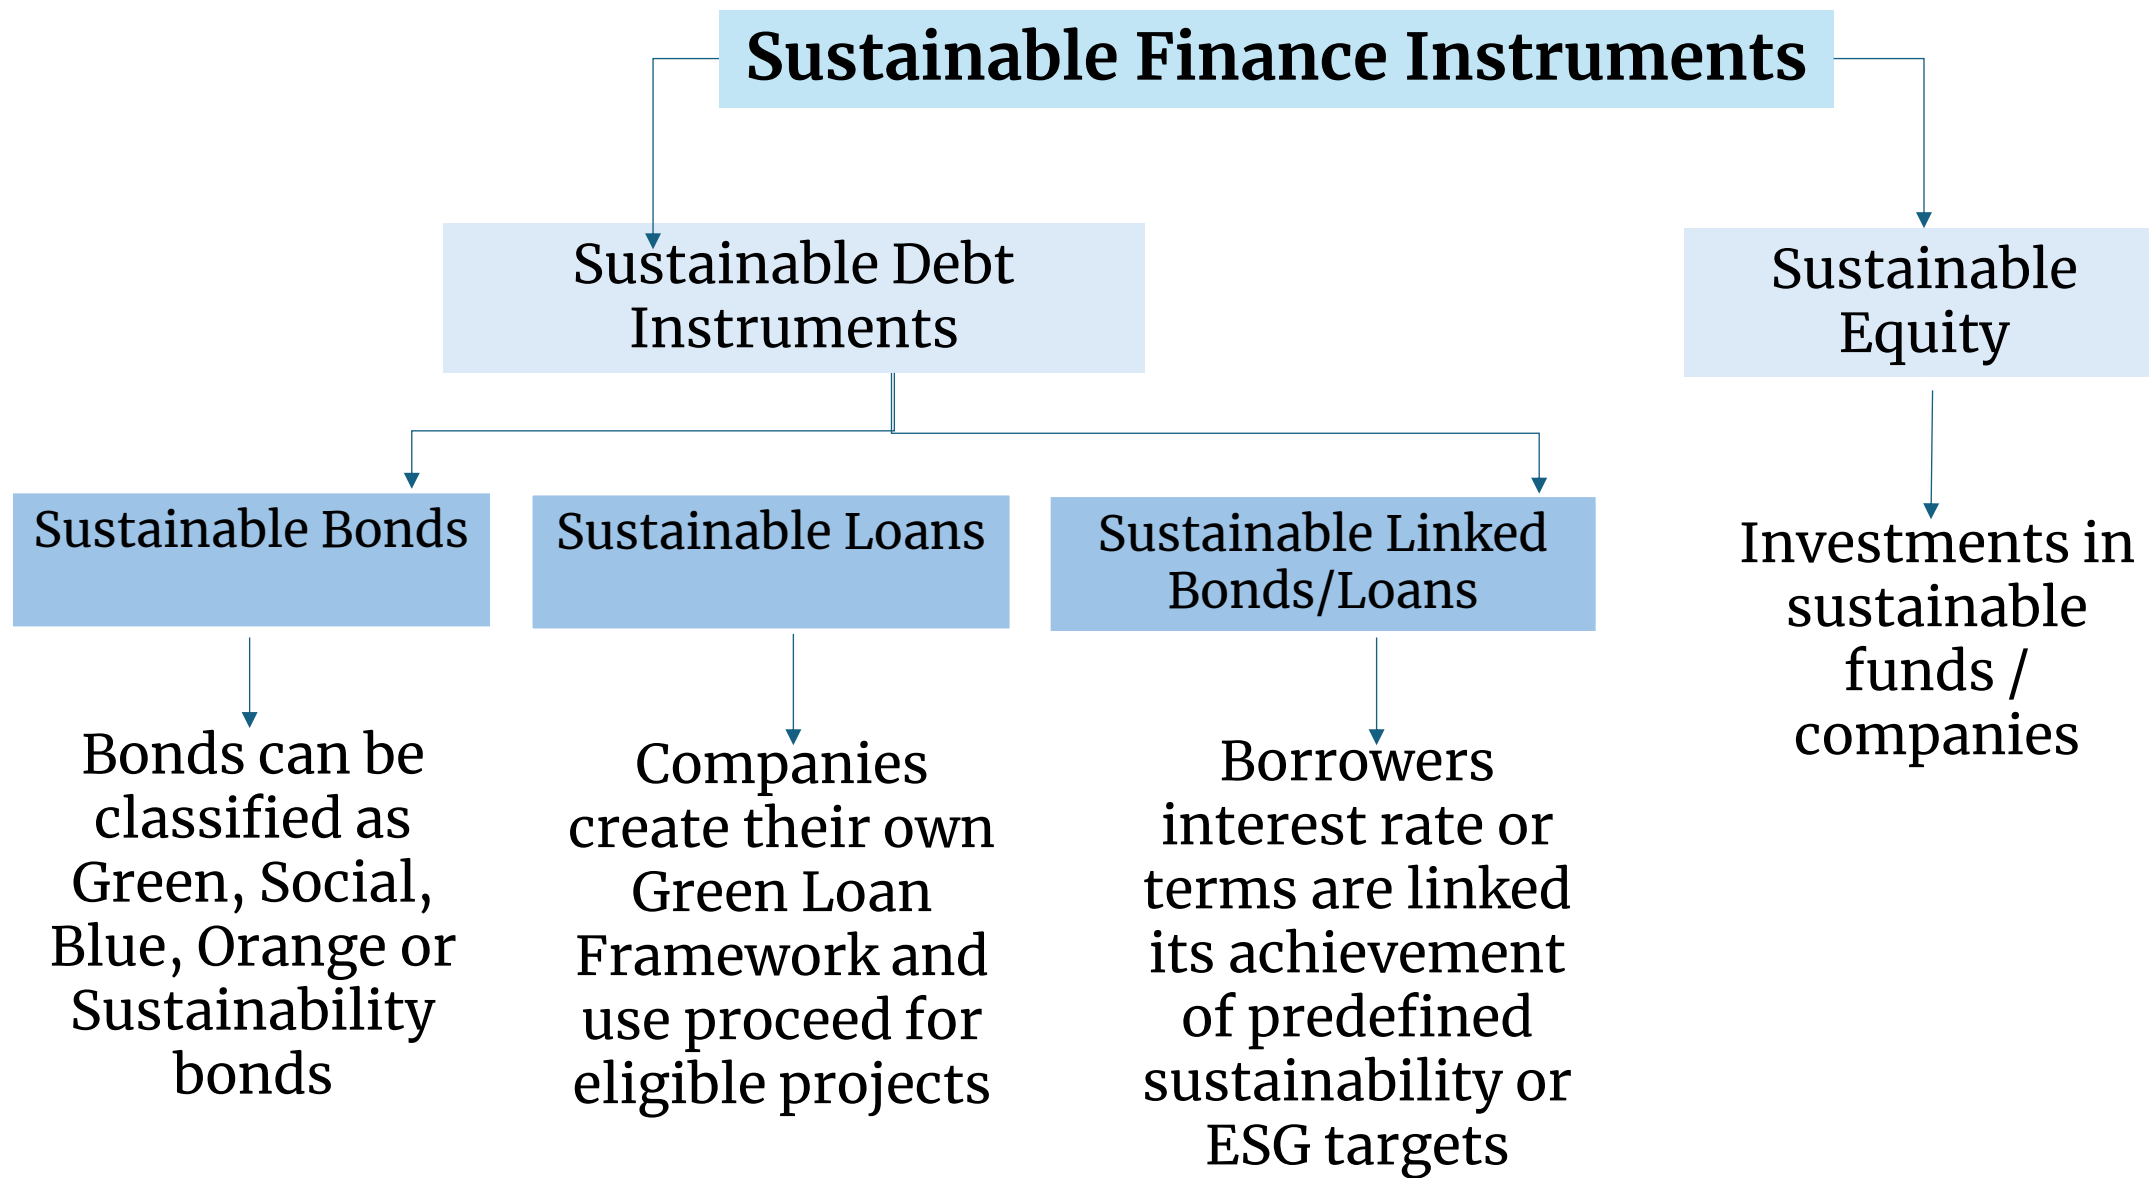 Sustainable Finance Instruments
Sustainable Debt
Instruments
Sustainable
Equity
Sustainable Bonds
Sustainable Loans
Sustainable Linked
Bonds/Loans
Bonds can be
classified as
Green, Social,
Blue, Orange or
Sustainability
bonds
Companies
create their own
Green Loan
Framework and
use proceed for
eligible projects
Borrowers
interest rate or
terms are linked
its achievement
of predefined
sustainability or
ESG targets
Investments in
sustainable
funds /
companies